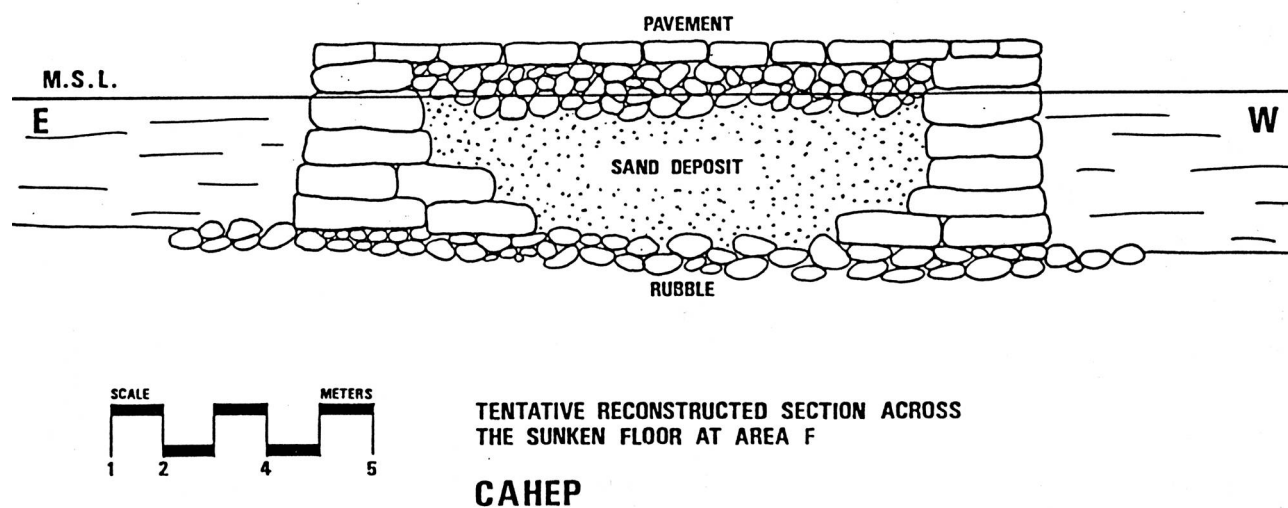 PAVEMENT
M.S.L.
E
W
SAND DEPOSIT
RUBBLE
SCALE METERS
1 2 4 5
TENTATIVE RECONSTRUCTED SECTION ACROSS
THE SUNKEN FLOOR AT AREA F
CAHEP